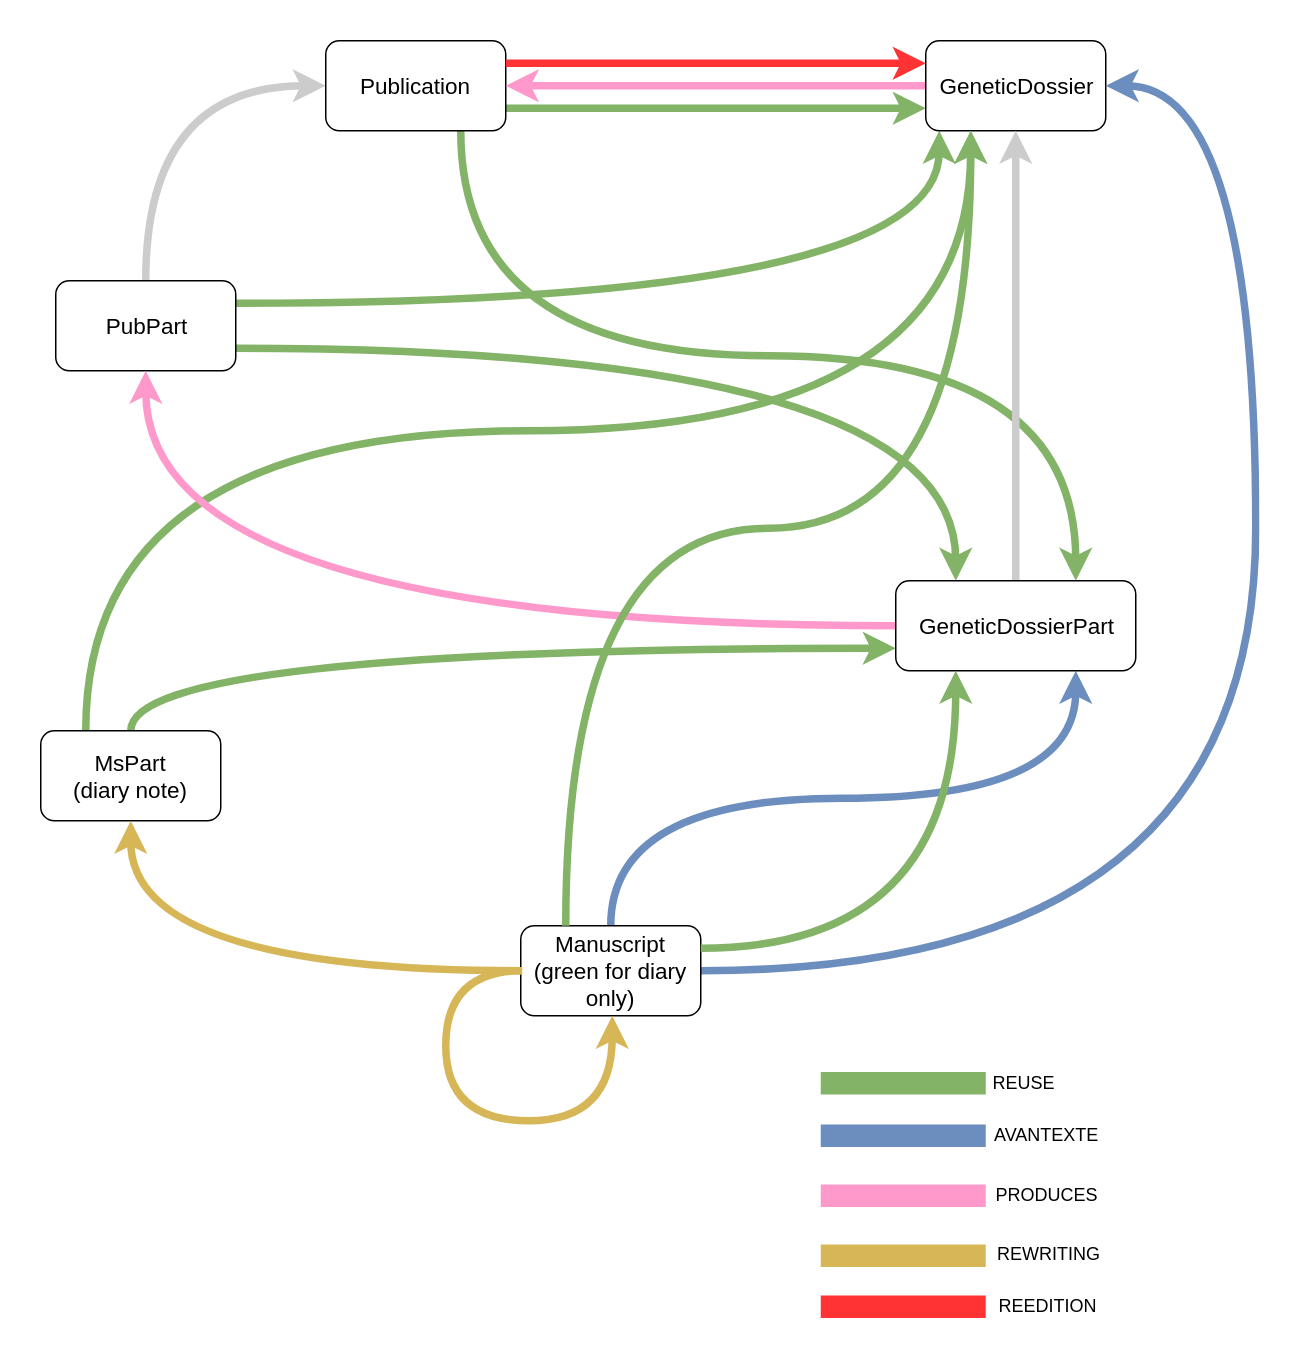 Publication
GeneticDossier
PubPart
GeneticDossierPart
MsPart
(diary note)
Manuscript
(green for diary
only)
REUSE
AVANTEXTE
PRODUCES
REWRITING
REEDITION